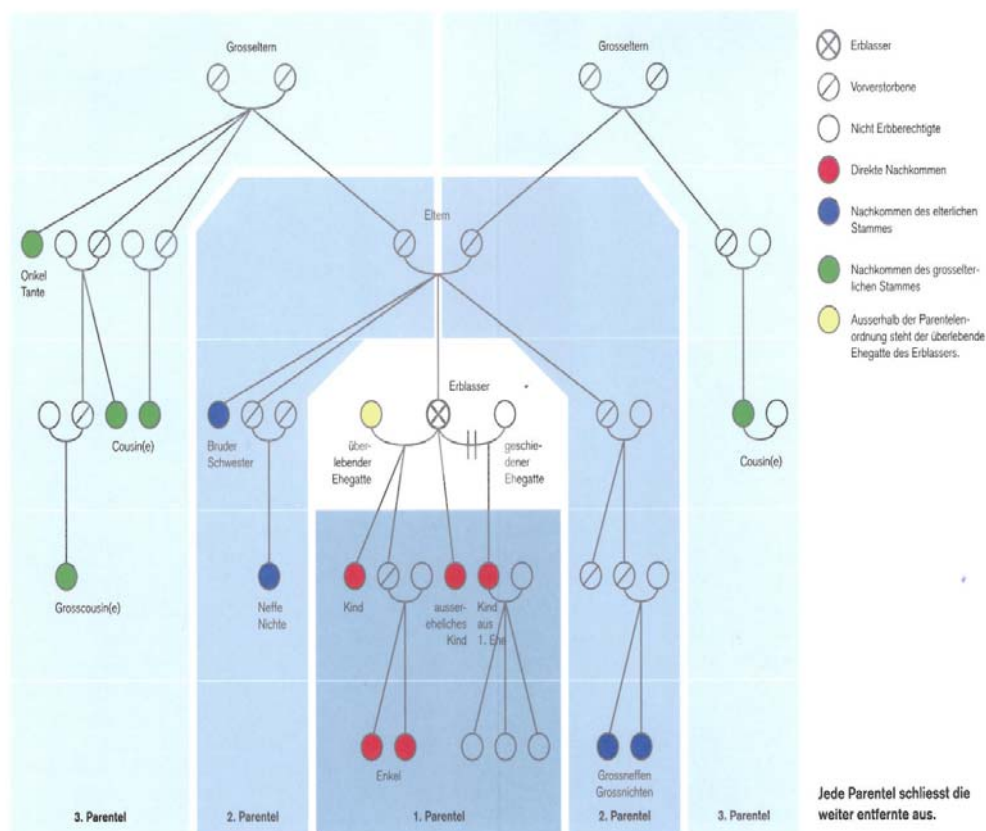 Grosseltern
Grosseltern
Eltern
Onkel
Tante
Erblasser
Cousin(e)
Bruder
Schwester
über-
lebender
Ehegatte
geschie-
dener
Ehegatte
Cousin(e)
Grosscousin(e)
Neffe
Nichte
Kind
ausser-
eheliches
Kind
Kind
aus
1. Ehe
Enkel
Grossneffen
Grossnichten
3. Parentel
2. Parentel
1. Parentel
2. Parentel
3. Parentel
Erblasser
Vorverstorbene
Nicht Erbberechtigte
Direkte Nachkommen
Nachkommen des elterlichen
Stammes
Nachkommen des grosselter-
lichen Stammes
Ausserhalb der Parentelen-
ordnung steht der überlebende
Ehegatte des Erblassers.
Jede Parentel schliesst die
weiter entfernte aus.